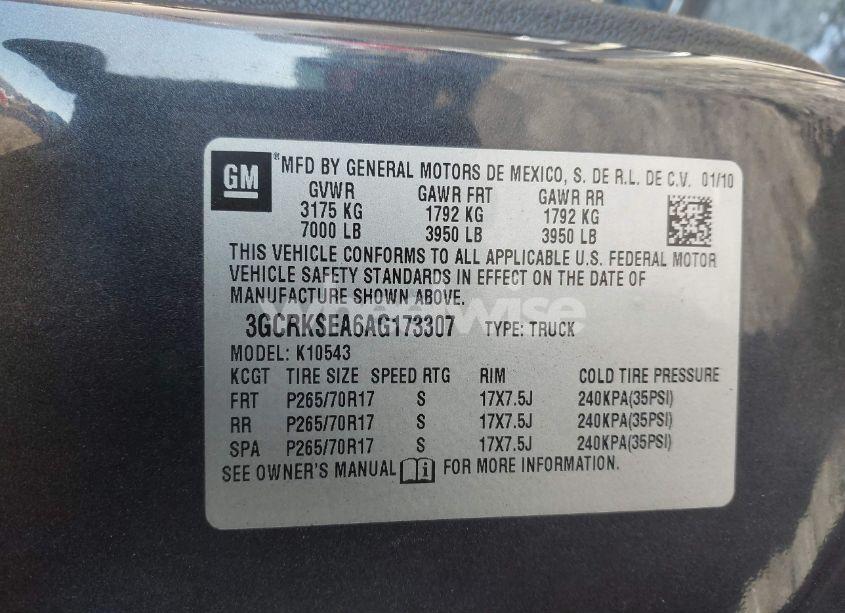 GM
® MFD BY GENERAL MOTORS DE MEXICO, S. DE R.L. DE C.V. 01/10
GVWR GAWR FRT GAWR RR
3175 KG 1792 KG 1792 KG
7000 LB 3950 LB 3950 LB
THIS VEHICLE CONFORMS TO ALL APPLICABLE U.S. FEDERAL MOTOR
VEHICLE SAFETY STANDARDS IN EFFECT ON THE DATE OF
MANUFACTURE SHOWN ABOVE.
3GCRKSEA6AG173307 TYPE: TRUCK
MODEL: K10543
KCGT TIRE SIZE SPEED RTG RIM COLD TIRE PRESSURE
FRT P265/70R17 S 17X7.5J 240KPA(35PSI)
RR P265/70R17 S 17X7.5J 240KPA(35PSI)
SPA P265/70R17 S 17X7.5J 240KPA(35PSI)
SEE OWNER'S MANUAL i FOR MORE INFORMATION.